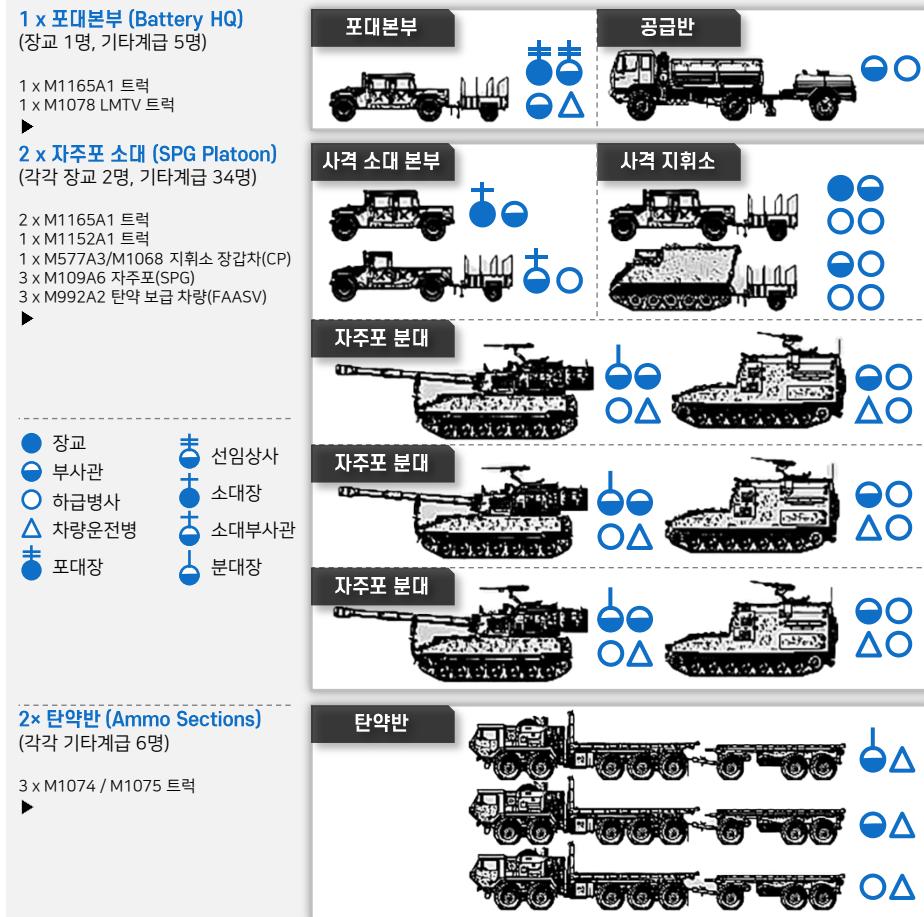 1 x 포대본부 (Battery HQ)
(장교 1명, 기타계급 5명)
1 x M1165A1 트럭
1 x M1078 LMTV 트럭
포대본부
공급반
2 x 자주포 소대 (SPG Platoon)
(각각 장교 2명, 기타계급 34명)
2 x M1165A1 트럭
1 x M1152A1 트럭
1 x M577A3/M1068 지휘소 장갑차(CP)
3 x M109A6 자주포(SPG)
3 x M992A2 탄약 보급 차량(FAASV)
사격 소대 본부
사격 지휘소
자주포 분대
자주포 분대
자주포 분대
장교
부사관
하급병사
차량운전병
포대장
선임상사
소대장
소대부사관
분대장
2× 탄약반 (Ammo Sections)
(각각 기타계급 6명)
3 x M1074 / M1075 트럭
탄약반